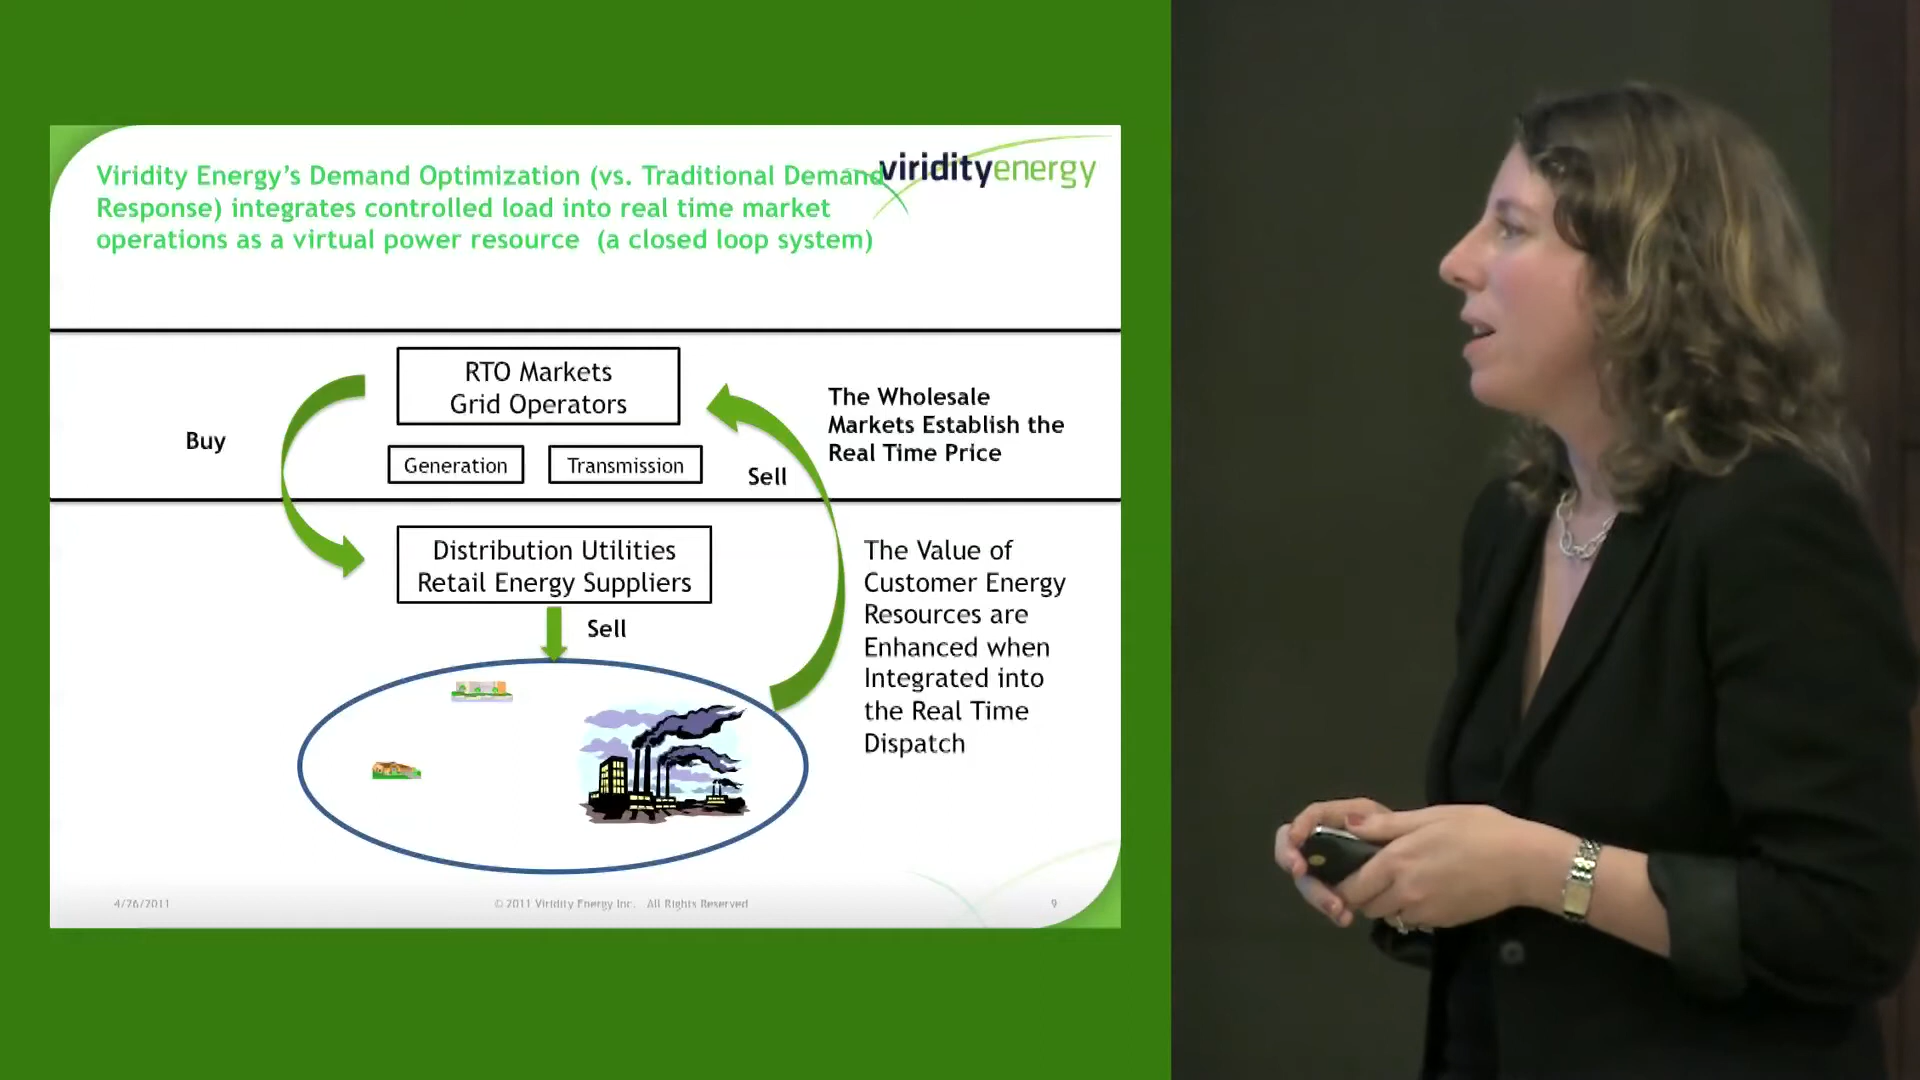 Viridity Energy's Demand Optimization (vs. Traditional Demand
Response) integrates controlled load into real time market
operations as a virtual power resource (a closed loop system)
viridityenergy
RTO Markets
Grid Operators
Generation
Transmission
Buy
Sell
The Wholesale
Markets Establish the
Real Time Price
Distribution Utilities
Retail Energy Suppliers
Sell
The Value of
Customer Energy
Resources are
Enhanced when
Integrated into
the Real Time
Dispatch
4/26/2011
© 2011 Viridity Energy Inc. All Rights Reserved
9